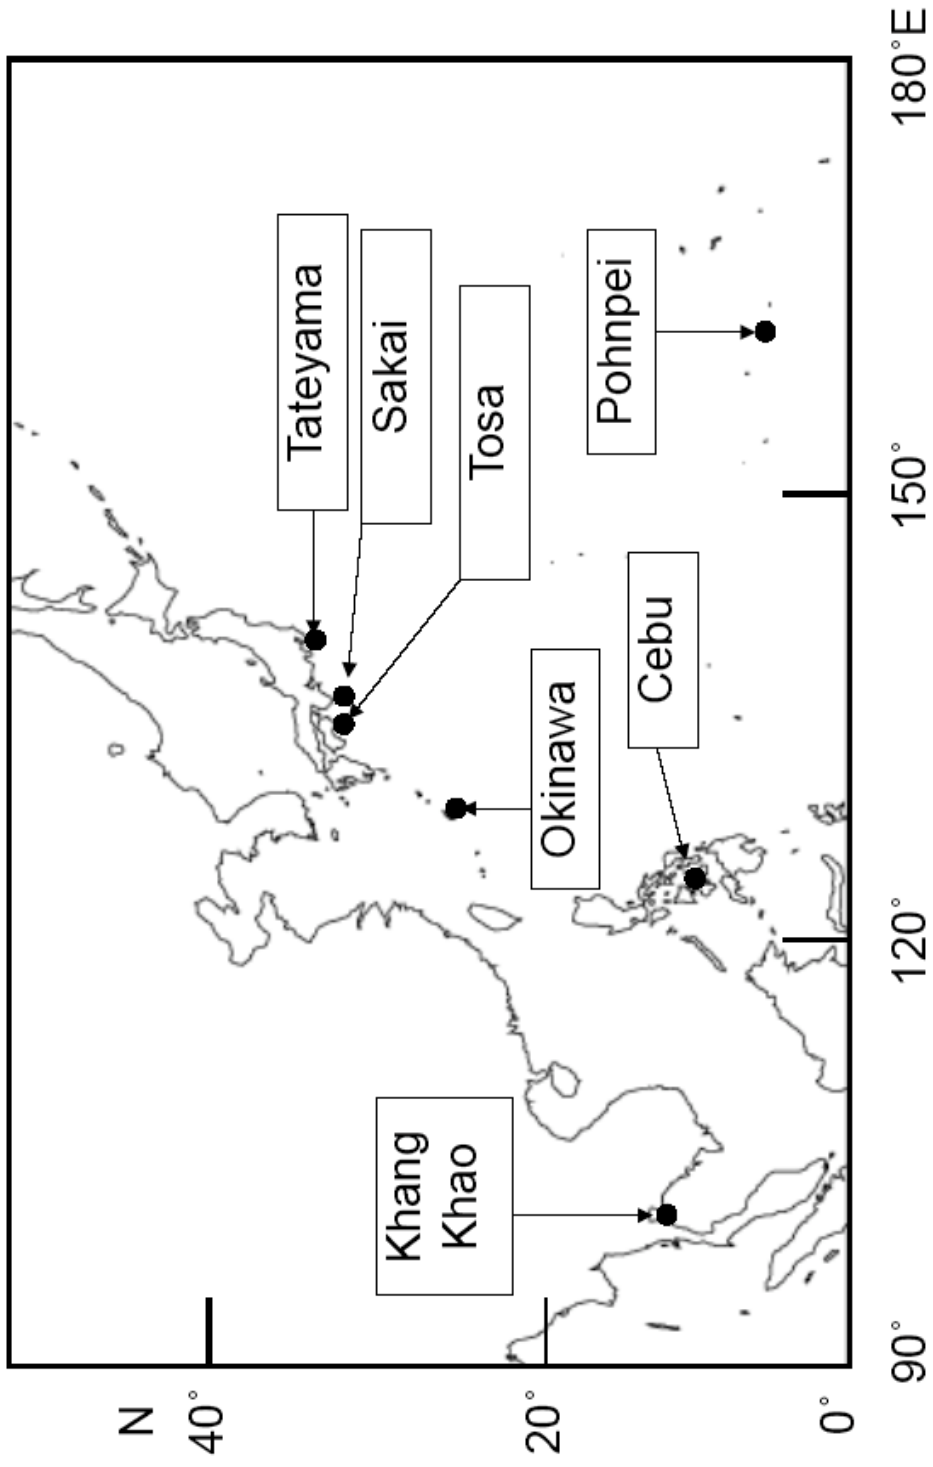 N
40°
20°
0°
90°
120°
150°
180°E
Tateyama
Sakai
Tosa
Okinawa
Cebu
Pohnpei
Khang
Khao